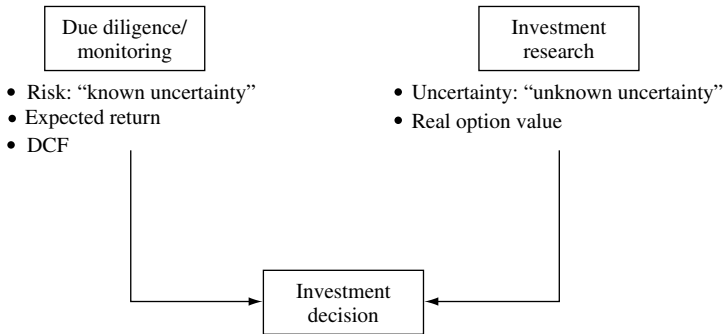 Due diligence/
monitoring
• Risk: “known uncertainty”
• Expected return
• DCF
Investment
research
• Uncertainty: “unknown uncertainty”
• Real option value
Investment
decision